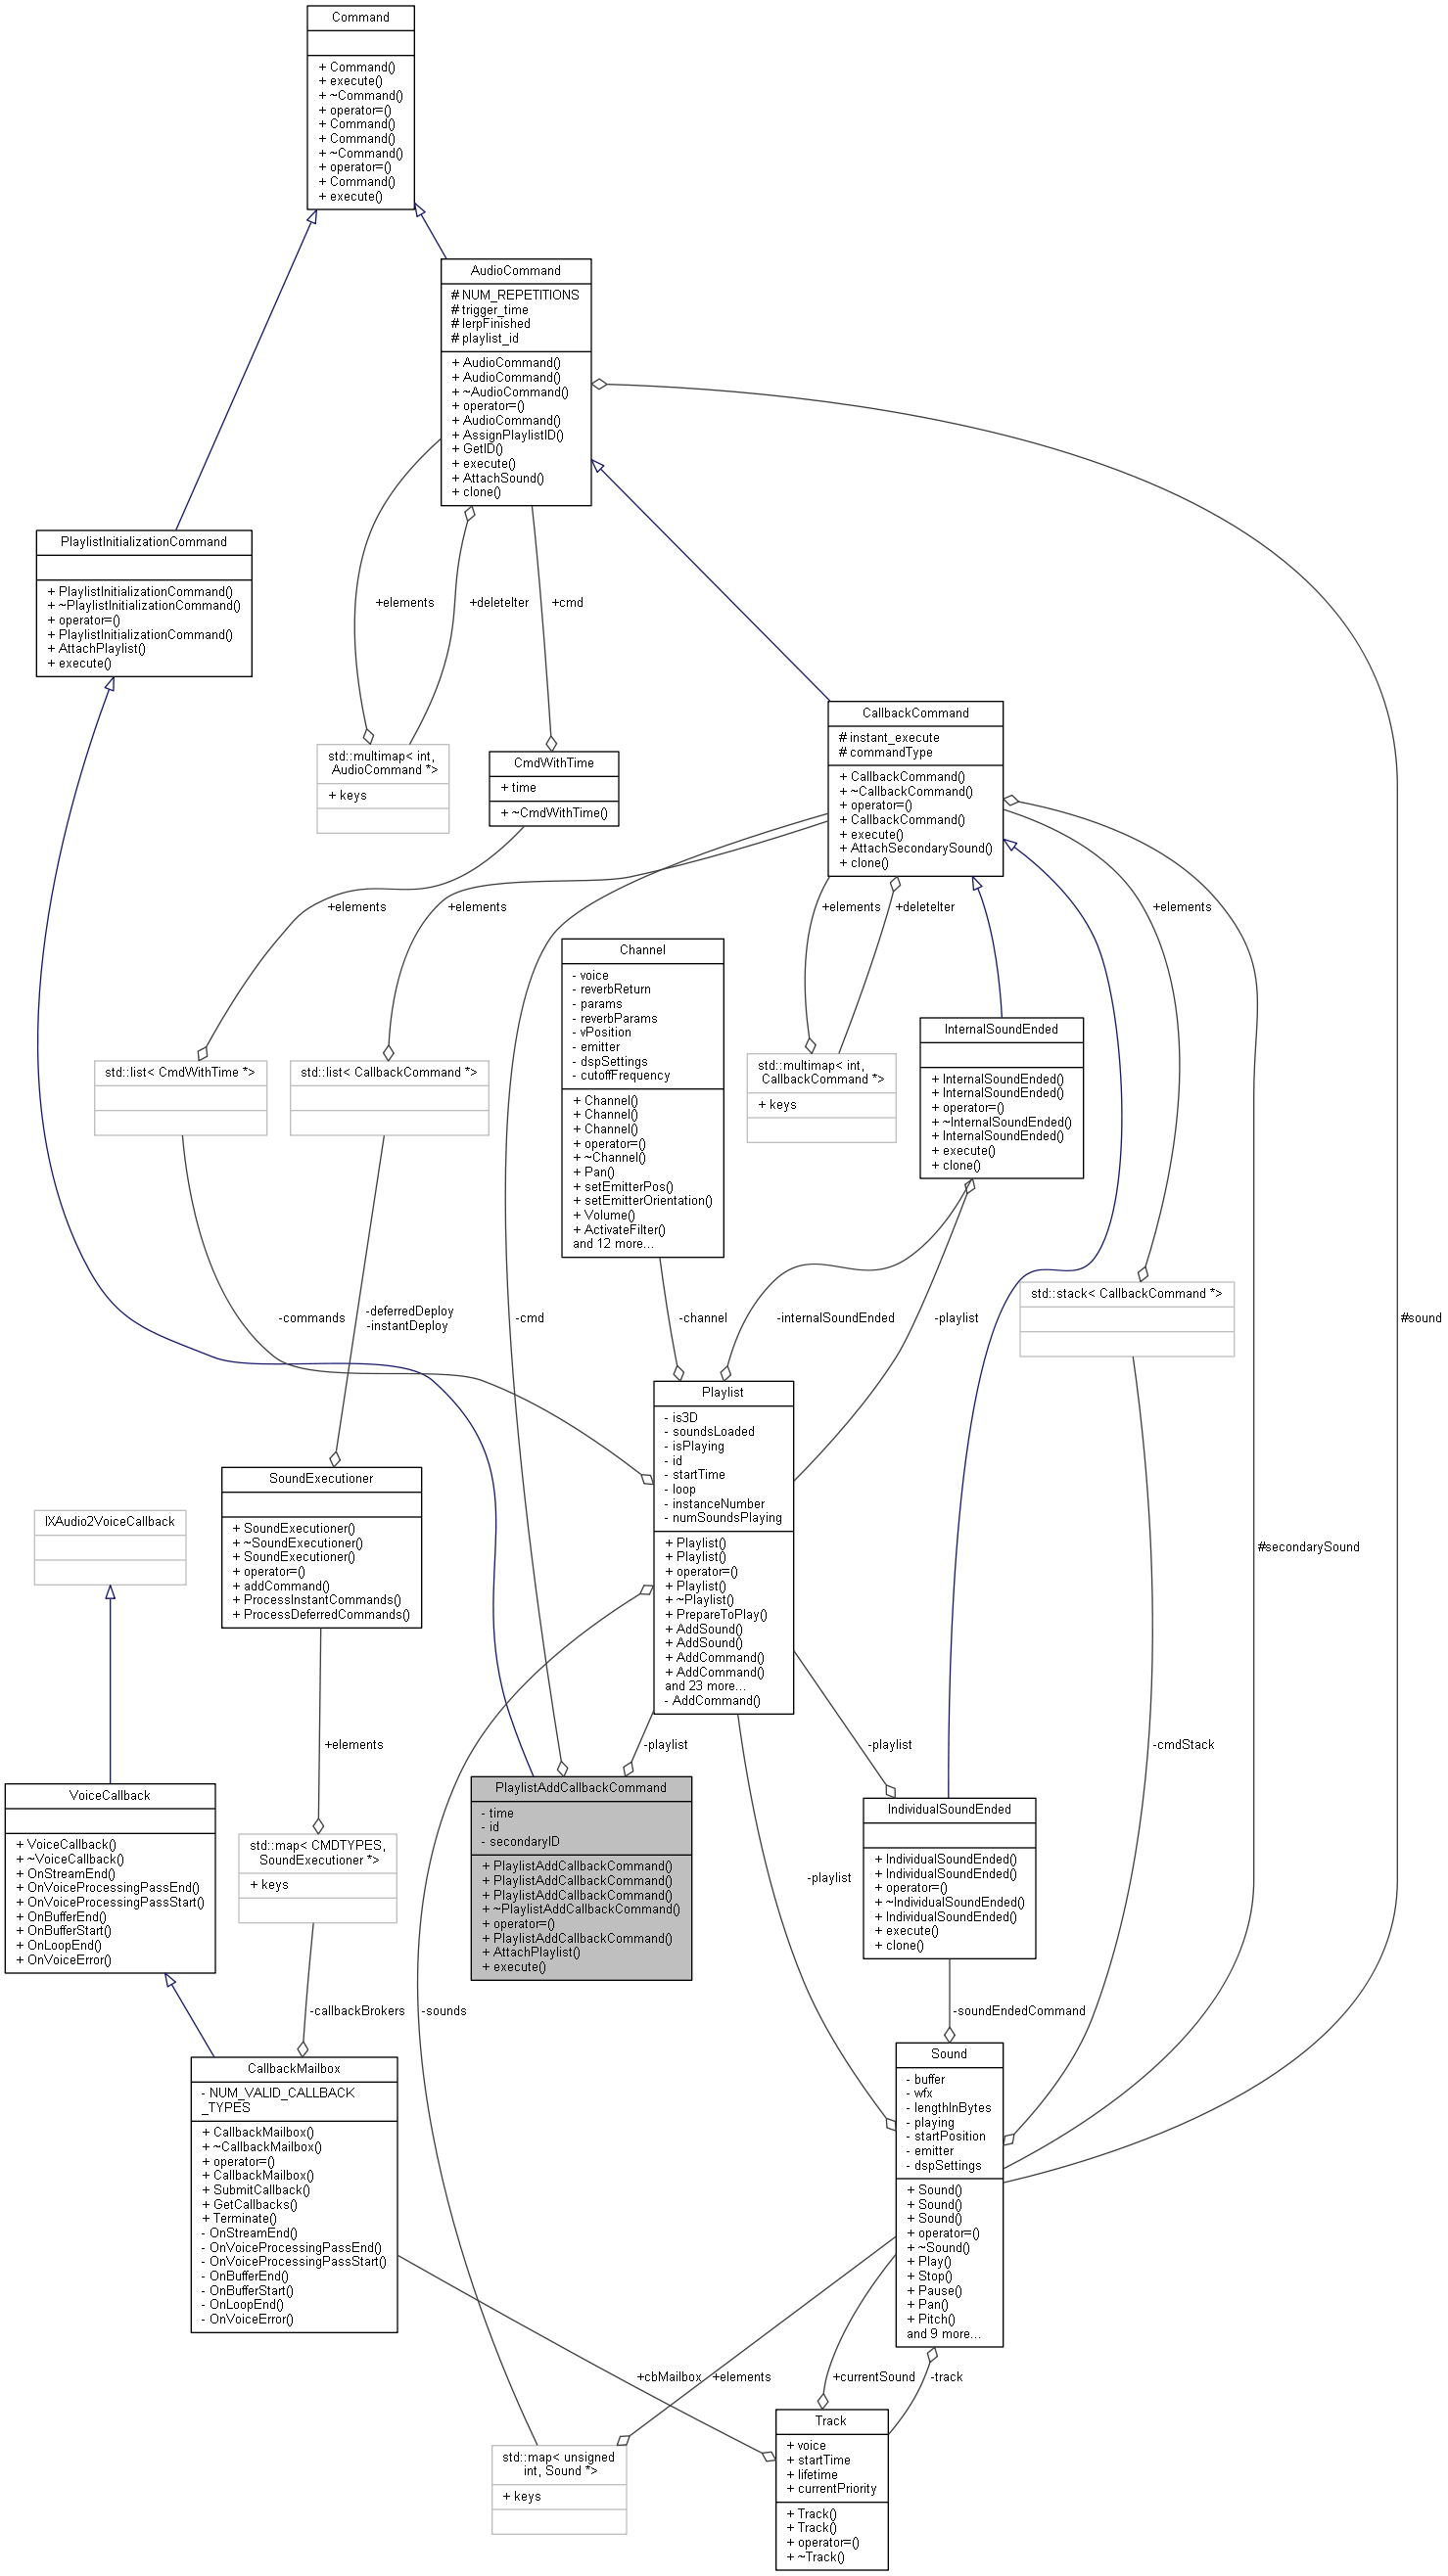 Command
+ Command()
+ execute()
+ ~Command()
+ operator=()
+ Command()
+ Command()
+ ~Command()
+ operator=()
+ Command()
+ execute()
AudioCommand
# NUM_REPETITIONS
# trigger_time
# lerpFinished
# playlist_id
+ AudioCommand()
+ AudioCommand()
+ ~AudioCommand()
+ operator=()
+ AudioCommand()
+ AssignPlaylistID()
+ GetID()
+ execute()
+ AttachSound()
+ clone()
PlaylistInitializationCommand
+ PlaylistInitializationCommand()
+ ~PlaylistInitializationCommand()
+ operator=()
+ PlaylistInitializationCommand()
+ AttachPlaylist()
+ execute()
+elements
+deleteIter
+cmd
CallbackCommand
# instant_execute
# commandType
+ CallbackCommand()
+ ~CallbackCommand()
+ operator=()
+ CallbackCommand()
+ execute()
+ AttachSecondarySound()
+ clone()
std::multimap< int,
AudioCommand *>
+ keys
CmdWithTime
+ time
+ ~CmdWithTime()
+elements
+elements
+elements
+deleteIter
+elements
Channel
- voice
- reverbReturn
- params
- reverbParams
- vPosition
- emitter
- dspSettings
- cutoffFrequency
+ Channel()
+ Channel()
+ Channel()
+ operator=()
+ ~Channel()
+ Pan()
+ setEmitterPos()
+ setEmitterOrientation()
+ Volume()
+ ActivateFilter()
and 12 more...
InternalSoundEnded
+ InternalSoundEnded()
+ InternalSoundEnded()
+ operator=()
+ ~InternalSoundEnded()
+ InternalSoundEnded()
+ execute()
+ clone()
std::list< CmdWithTime *>
std::list< CallbackCommand *>
std::multimap< int,
CallbackCommand *>
+ keys
std::stack< CallbackCommand *>
-commands
-deferredDeploy
-instantDeploy
-cmd
-channel
-internalSoundEnded
-playlist
#sound
Playlist
- is3D
- soundsLoaded
- isPlaying
- id
- startTime
- loop
- instanceNumber
- numSoundsPlaying
+ Playlist()
+ Playlist()
+ operator=()
+ Playlist()
+ ~Playlist()
+ PrepareToPlay()
+ AddSound()
+ AddSound()
+ AddCommand()
+ AddCommand()
and 23 more...
- AddCommand()
SoundExecutioner
+ SoundExecutioner()
+ ~SoundExecutioner()
+ SoundExecutioner()
+ operator=()
+ addCommand()
+ ProcessInstantCommands()
+ ProcessDeferredCommands()
IXAudio2VoiceCallback
#secondarySound
+elements
-playlist
-playlist
-cmdStack
VoiceCallback
+ VoiceCallback()
+ ~VoiceCallback()
+ OnStreamEnd()
+ OnVoiceProcessingPassEnd()
+ OnVoiceProcessingPassStart()
+ OnBufferEnd()
+ OnBufferStart()
+ OnLoopEnd()
+ OnVoiceError()
std::map< CMDTYPES,
SoundExecutioner *>
+ keys
PlaylistAddCallbackCommand
- time
- id
- secondaryID
+ PlaylistAddCallbackCommand()
+ PlaylistAddCallbackCommand()
+ PlaylistAddCallbackCommand()
+ ~PlaylistAddCallbackCommand()
+ operator=()
+ PlaylistAddCallbackCommand()
+ AttachPlaylist()
+ execute()
-playlist
IndividualSoundEnded
+ IndividualSoundEnded()
+ IndividualSoundEnded()
+ operator=()
+ ~IndividualSoundEnded()
+ IndividualSoundEnded()
+ execute()
+ clone()
-callbackBrokers
-sounds
-soundEndedCommand
CallbackMailbox
- NUM_VALID_CALLBACK
_TYPES
+ CallbackMailbox()
+ ~CallbackMailbox()
+ operator=()
+ CallbackMailbox()
+ SubmitCallback()
+ GetCallbacks()
+ Terminate()
- OnStreamEnd()
- OnVoiceProcessingPassEnd()
- OnVoiceProcessingPassStart()
- OnBufferEnd()
- OnBufferStart()
- OnLoopEnd()
- OnVoiceError()
Sound
- buffer
- wfx
- lengthInBytes
- playing
- startPosition
- emitter
- dspSettings
+ Sound()
+ Sound()
+ Sound()
+ operator=()
+ ~Sound()
+ Play()
+ Stop()
+ Pause()
+ Pan()
+ Pitch()
and 9 more...
+cbMailbox
+elements
+currentSound
-track
std::map< unsigned
int, Sound *>
+ keys
Track
+ voice
+ startTime
+ lifetime
+ currentPriority
+ Track()
+ Track()
+ operator=()
+ ~Track()